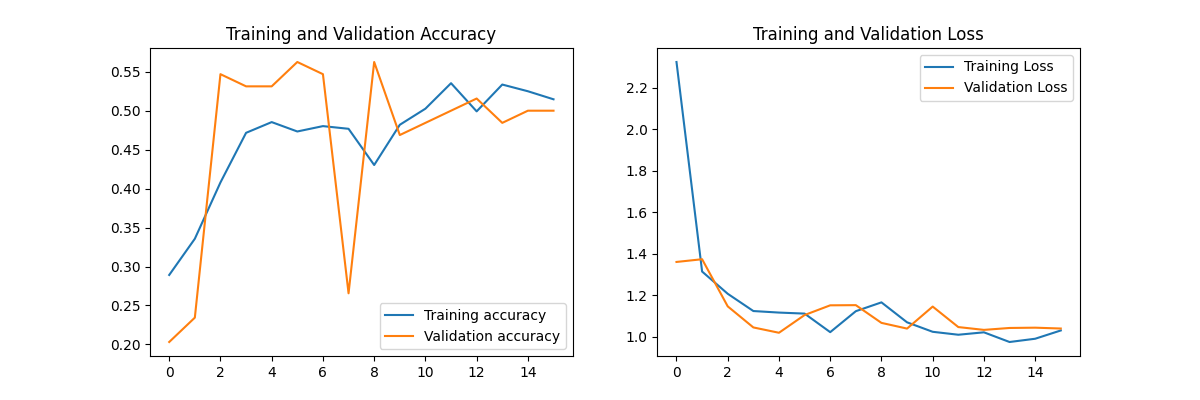 Training and Validation Accuracy
0.55
0.50
0.45
0.40
0.35
0.30
0.25
0.20
0 2 4 6 8 10 12 14
Training accuracy
Validation accuracy
Training and Validation Loss
2.2
2.0
1.8
1.6
1.4
1.2
1.0
0 2 4 6 8 10 12 14
Training Loss
Validation Loss